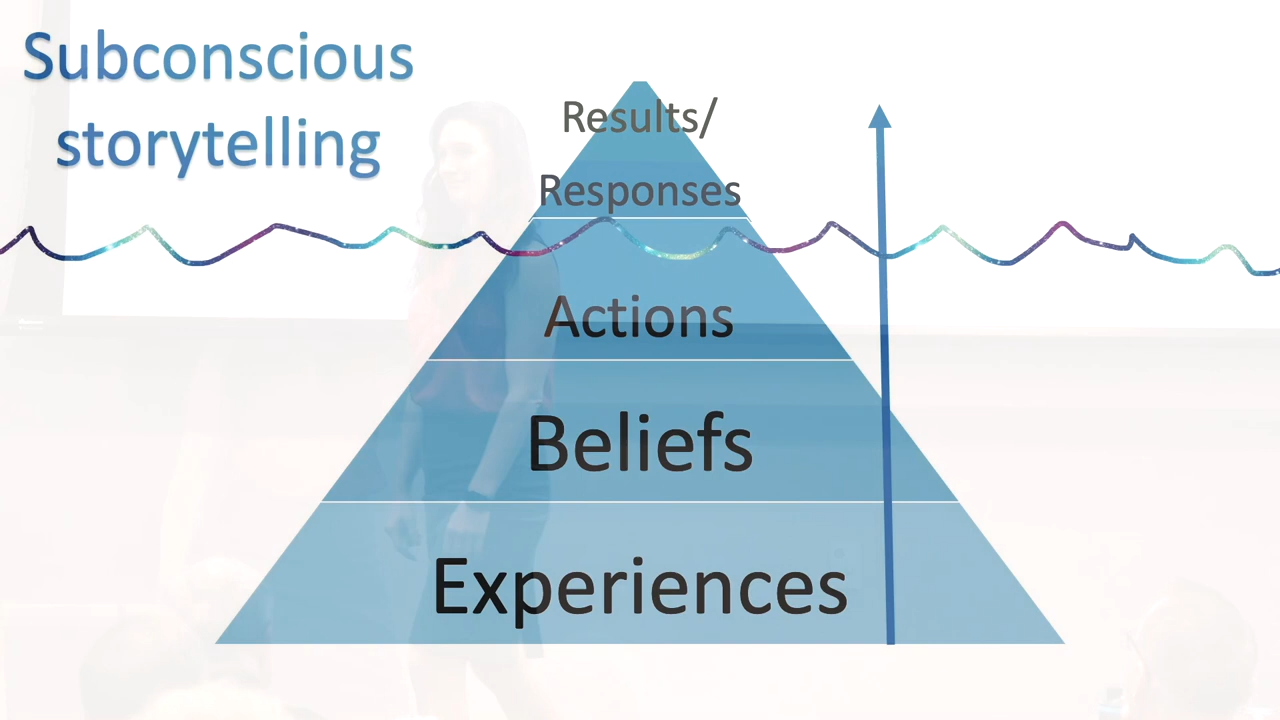 Subconscious
storytelling
Results/
Responses
Actions
Beliefs
Experiences